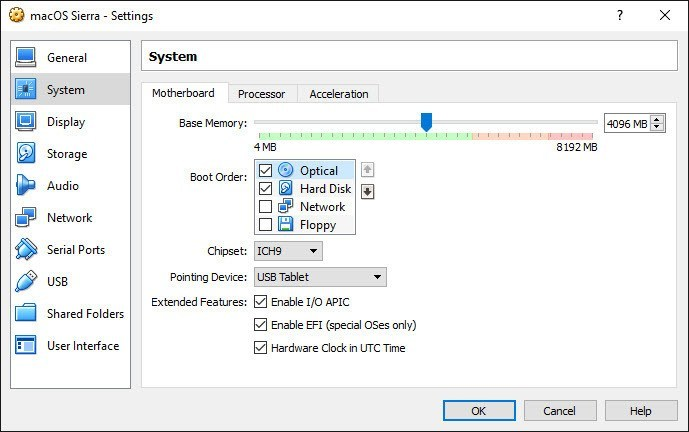 macOS Sierra - Settings
General
System
Display
Storage
Audio
Network
Serial Ports
USB
Shared Folders
User Interface
System
Motherboard Processor Acceleration
Base Memory: 4096 MB
4 MB 8192 MB
Boot Order: Optical
Hard Disk
Network
Floppy
Chipset: ICH9
Pointing Device: USB Tablet
Extended Features: Enable I/O APIC
Enable EFI (special OSes only)
Hardware Clock in UTC Time
OK Cancel Help